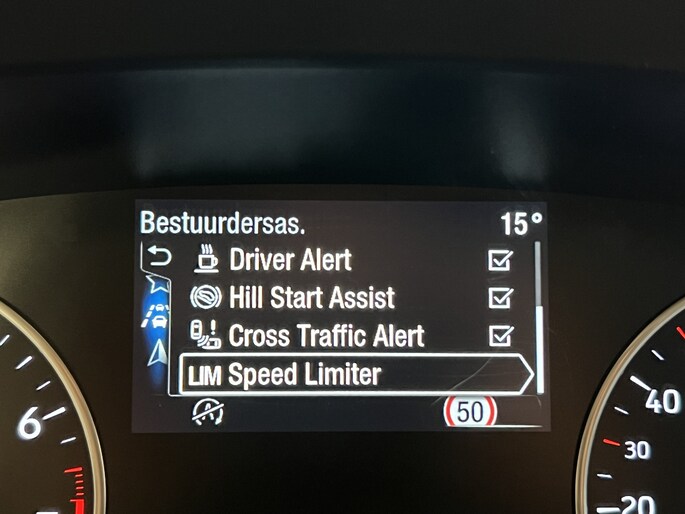 Bestuurdersas. 15°
Driver Alert
Hill Start Assist
Cross Traffic Alert
LIM Speed Limiter
A 50
6
40
30
20